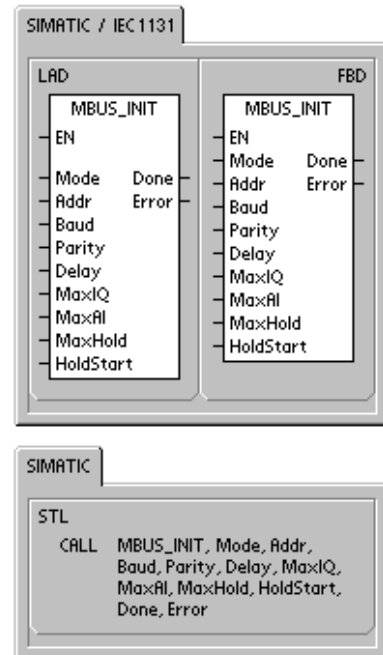 SIMATIC / IEC1131
LAD
MBUS_INIT
EN
Mode Done
Addr Error
Baud
Parity
Delay
MaxIQ
MaxAI
MaxHold
HoldStart
FBD
MBUS_INIT
EN
Mode Done
Addr Error
Baud
Parity
Delay
MaxIQ
MaxAI
MaxHold
HoldStart
SIMATIC
STL
CALL MBUS_INIT, Mode, Addr,
Baud, Parity, Delay, MaxIQ,
MaxAI, MaxHold, HoldStart,
Done, Error